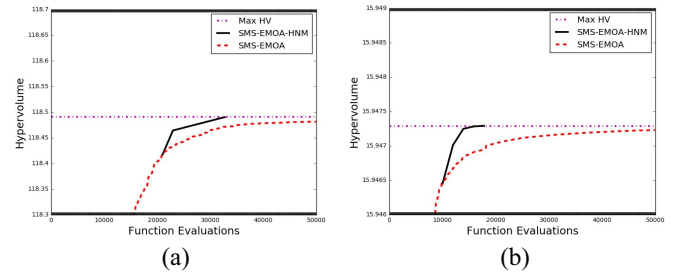 118.7
118.65
118.6
118.55
118.5
118.45
118.4
118.35
118.3
Hypervolume
Max HV
SMS-EMOA-HNM
SMS-EMOA
0 10000 20000 30000 40000 50000
Function Evaluations
(a)
15.949
15.9485
15.948
15.9475
15.947
15.9465
15.946
Hypervolume
Max HV
SMS-EMOA-HNM
SMS-EMOA
0 10000 20000 30000 40000 50000
Function Evaluations
(b)